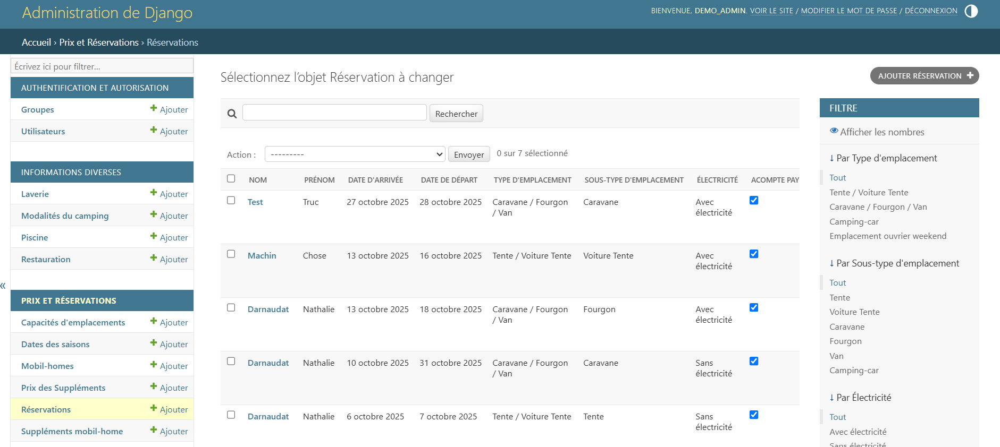 Administration de Django
BIENVENUE, DEMO_ADMIN. VOIR LE SITE / MODIFIER LE MOT DE PASSE / DÉCONNEXION
Accueil › Prix et Réservations › Réservations
Écrivez ici pour filtrer…
AUTHENTIFICATION ET AUTORISATION
Groupes Ajouter
Utilisateurs Ajouter
INFORMATIONS DIVERSES
Laverie Ajouter
Modalités du camping Ajouter
Piscine Ajouter
Restauration Ajouter
«
PRIX ET RÉSERVATIONS
Capacités d'emplacements Ajouter
Dates des saisons Ajouter
Mobil-homes Ajouter
Prix des Suppléments Ajouter
Réservations Ajouter
Suppléments mobil-home Ajouter
Sélectionnez l’objet Réservation à changer
AJOUTER RÉSERVATION
Rechercher
Action : --------- Envoyer 0 sur 7 sélectionné
NOM PRÉNOM DATE D'ARRIVÉE DATE DE DÉPART TYPE D'EMPLACEMENT SOUS-TYPE D'EMPLACEMENT ÉLECTRICITÉ ACOMPTE PAY
Test Truc 27 octobre 2025 28 octobre 2025 Caravane / Fourgon Caravane Avec
/ Van électricité
Machin Chose 13 octobre 2025 16 octobre 2025 Tente / Voiture Tente Voiture Tente Avec
électricité
Darnaudat Nathalie 13 octobre 2025 18 octobre 2025 Caravane / Fourgon Fourgon Avec
/ Van électricité
Darnaudat Nathalie 10 octobre 2025 31 octobre 2025 Caravane / Fourgon Caravane Sans
/ Van électricité
Darnaudat Nathalie 6 octobre 2025 7 octobre 2025 Tente / Voiture Tente Tente Sans
électricité
FILTRE
Afficher les nombres
↓ Par Type d'emplacement
Tout
Tente / Voiture Tente
Caravane / Fourgon / Van
Camping-car
Emplacement ouvrier weekend
↓ Par Sous-type d'emplacement
Tout
Tente
Voiture Tente
Caravane
Fourgon
Van
Camping-car
↓ Par Électricité
Tout
Avec électricité
Sans électricité